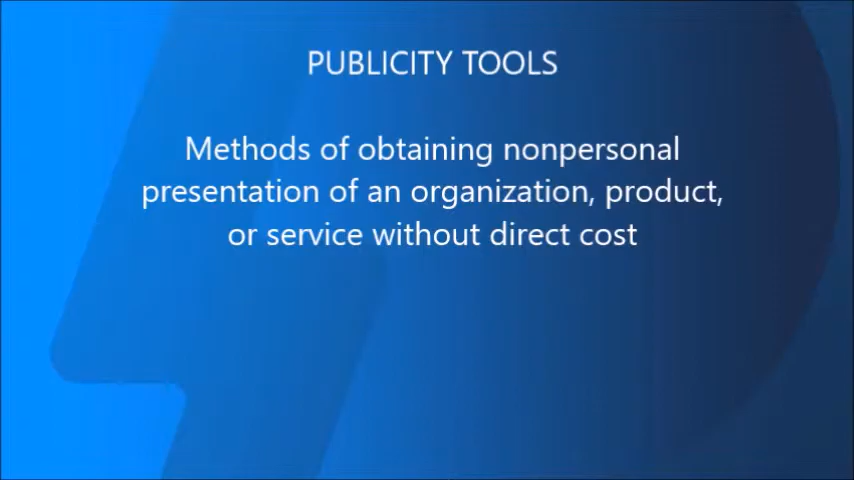 PUBLICITY TOOLS
Methods of obtaining nonpersonal
presentation of an organization, product,
or service without direct cost